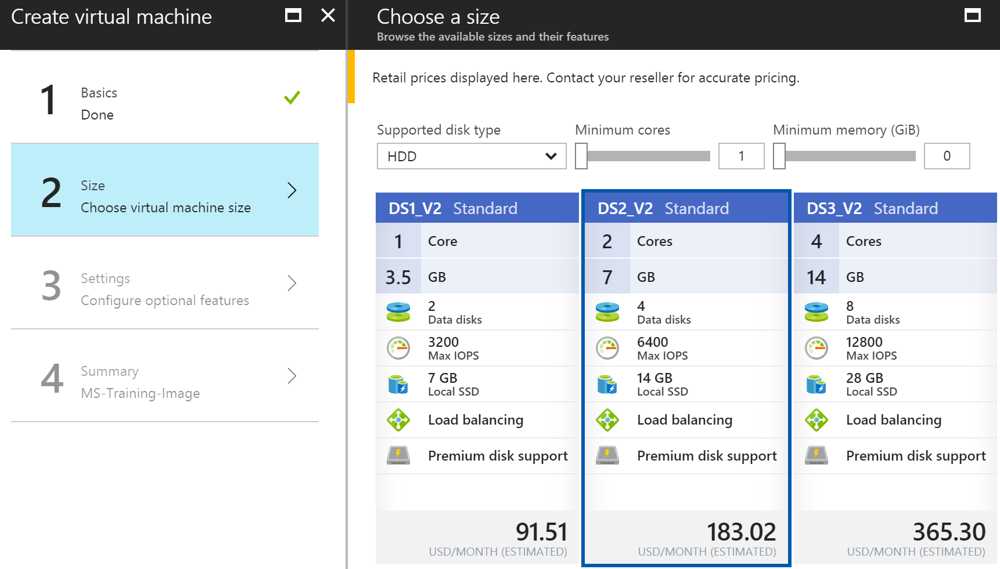 Create virtual machine
1
Basics
Done
2
Size
Choose virtual machine size
3
Settings
Configure optional features
4
Summary
MS-Training-Image
Choose a size
Browse the available sizes and their features
Retail prices displayed here. Contact your reseller for accurate pricing.
Supported disk type
HDD
Minimum cores
1
Minimum memory (GiB)
0
DS1_V2 Standard
1 Core
3.5 GB
2
Data disks
3200
Max IOPS
7 GB
Local SSD
Load balancing
Premium disk support
91.51
USD/MONTH (ESTIMATED)
DS2_V2 Standard
2 Cores
7 GB
4
Data disks
6400
Max IOPS
14 GB
Local SSD
Load balancing
Premium disk support
183.02
USD/MONTH (ESTIMATED)
DS3_V2 Standard
4 Cores
14 GB
8
Data disks
12800
Max IOPS
28 GB
Local SSD
Load balancing
Premium disk support
365.30
USD/MONTH (ESTIMATED)